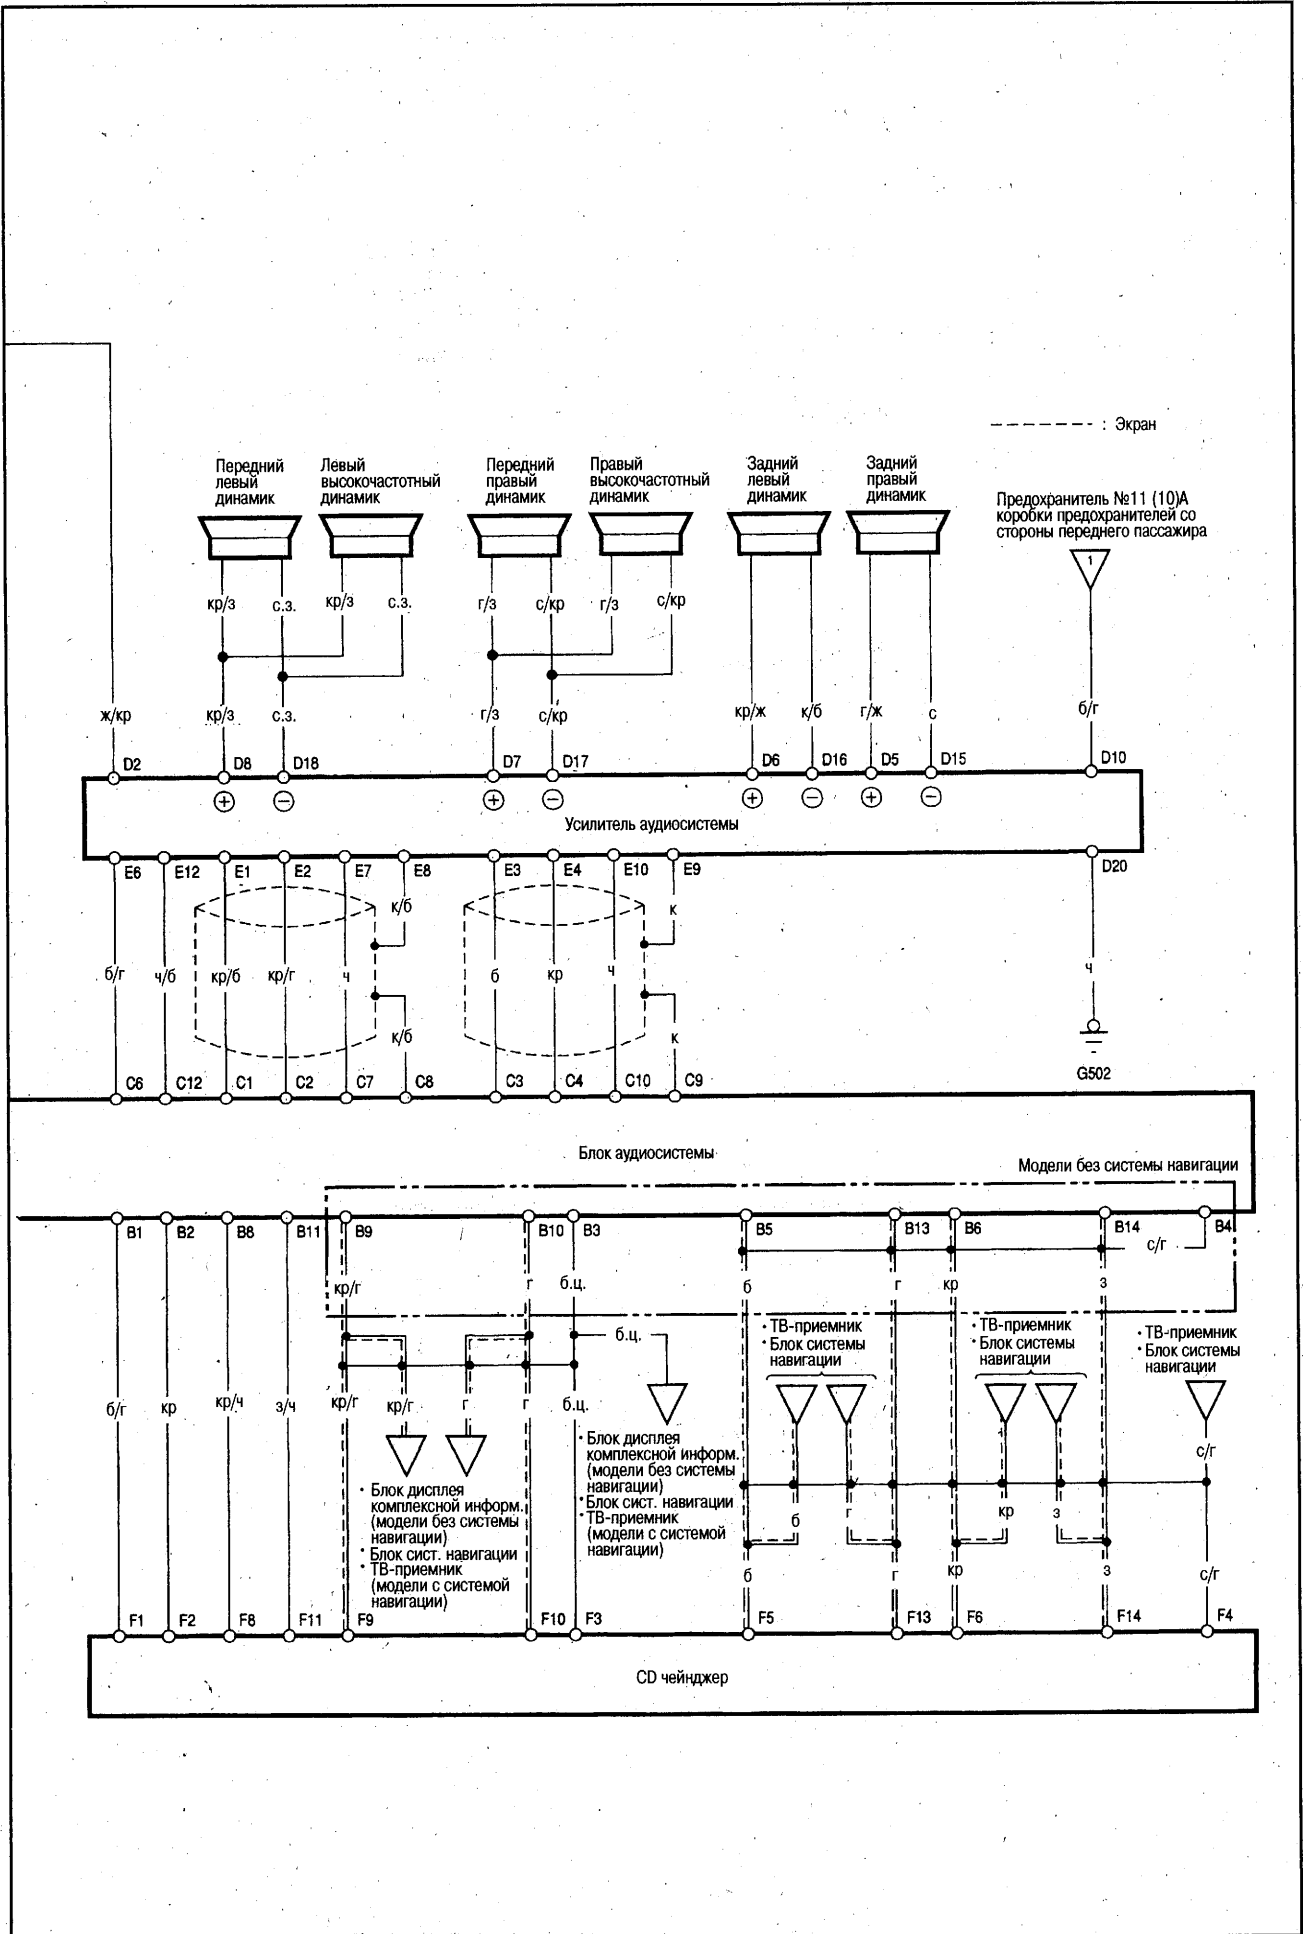 : Экран
Передний
левый
динамик
Левый
высокочастотный
динамик
Передний
правый
динамик
Правый
высокочастотный
динамик
Задний
левый
динамик
Задний
правый
динамик
Предохранитель №11 (10)А
коробки предохранителей со
стороны переднего пассажира
1
кр/з с.з. кр/з с.з. г/з с/кр г/з с/кр
ж/кр кр/з с.з. г/з с/кр кр/ж к/б г/ж с б/г
D2 D8 D18 D7 D17 D6 D16 D5 D15 D10
+ − + − + − + −
Усилитель аудиосистемы
E6 E12 E1 E2 E7 E8 E3 E4 E10 E9 D20
к/б к
б/г ч/б кр/б кр/г ч б кр ч ч
к/б к
C6 C12 C1 C2 C7 C8 C3 C4 C10 C9
G502
Блок аудиосистемы
Модели без системы навигации
B1 B2 B8 B11 B9 B10 B3 B5 B13 B6 B14 B4
с/г
кр/г г б.ц. б г кр з
б.ц.
· ТВ-приемник
· Блок системы
навигации
· ТВ-приемник
· Блок системы
навигации
· ТВ-приемник
· Блок системы
навигации
б/г кр кр/ч з/ч кр/г кр/г г г б.ц.
с/г
· Блок дисплея
комплексной информ.
(модели без системы
навигации)
· Блок сист. навигации
· ТВ-приемник
(модели с системой
навигации)
· Блок дисплея
комплексной информ.
(модели без системы
навигации)
· Блок сист. навигации
· ТВ-приемник
(модели с системой
навигации)
б г кр з
б г кр з с/г
F1 F2 F8 F11 F9 F10 F3 F5 F13 F6 F14 F4
CD чейнджер